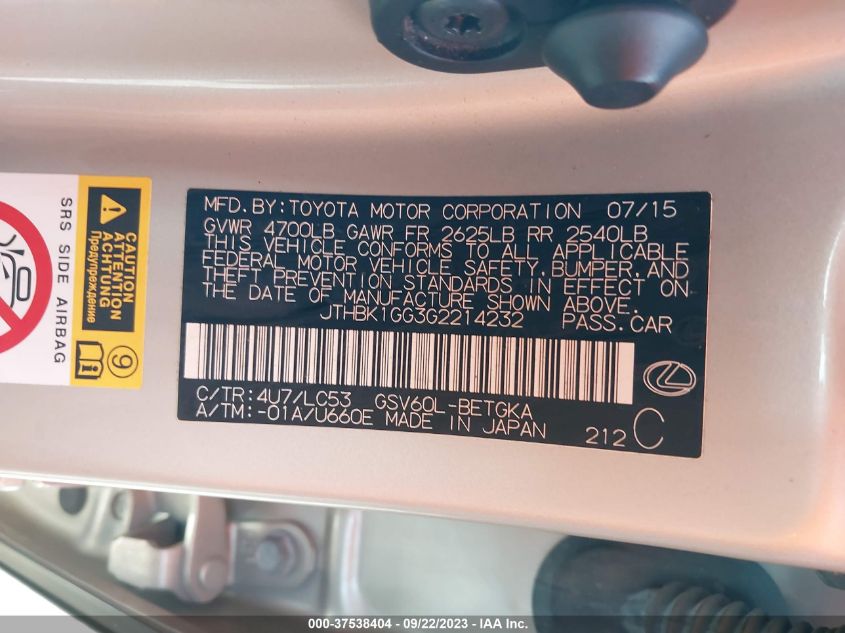 MFD. BY: TOYOTA MOTOR CORPORATION 07/15
GVWR 4700LB GAWR FR 2625LB RR 2540LB
THIS VEHICLE CONFORMS TO ALL APPLICABLE
FEDERAL MOTOR VEHICLE SAFETY, BUMPER, AND
THEFT PREVENTION STANDARDS IN EFFECT ON
THE DATE OF MANUFACTURE SHOWN ABOVE.
JTHBK1GG3G2214232 PASS. CAR
C/TR: 4U7/LC53 GSV60L-BETGKA
A/TM: -01A/U660E MADE IN JAPAN 212 C
SRS SIDE AIRBAG
CAUTION
ATTENTION
ACHTUNG
Предупреждение
9
000-37538404 - 09/22/2023 - IAA Inc.